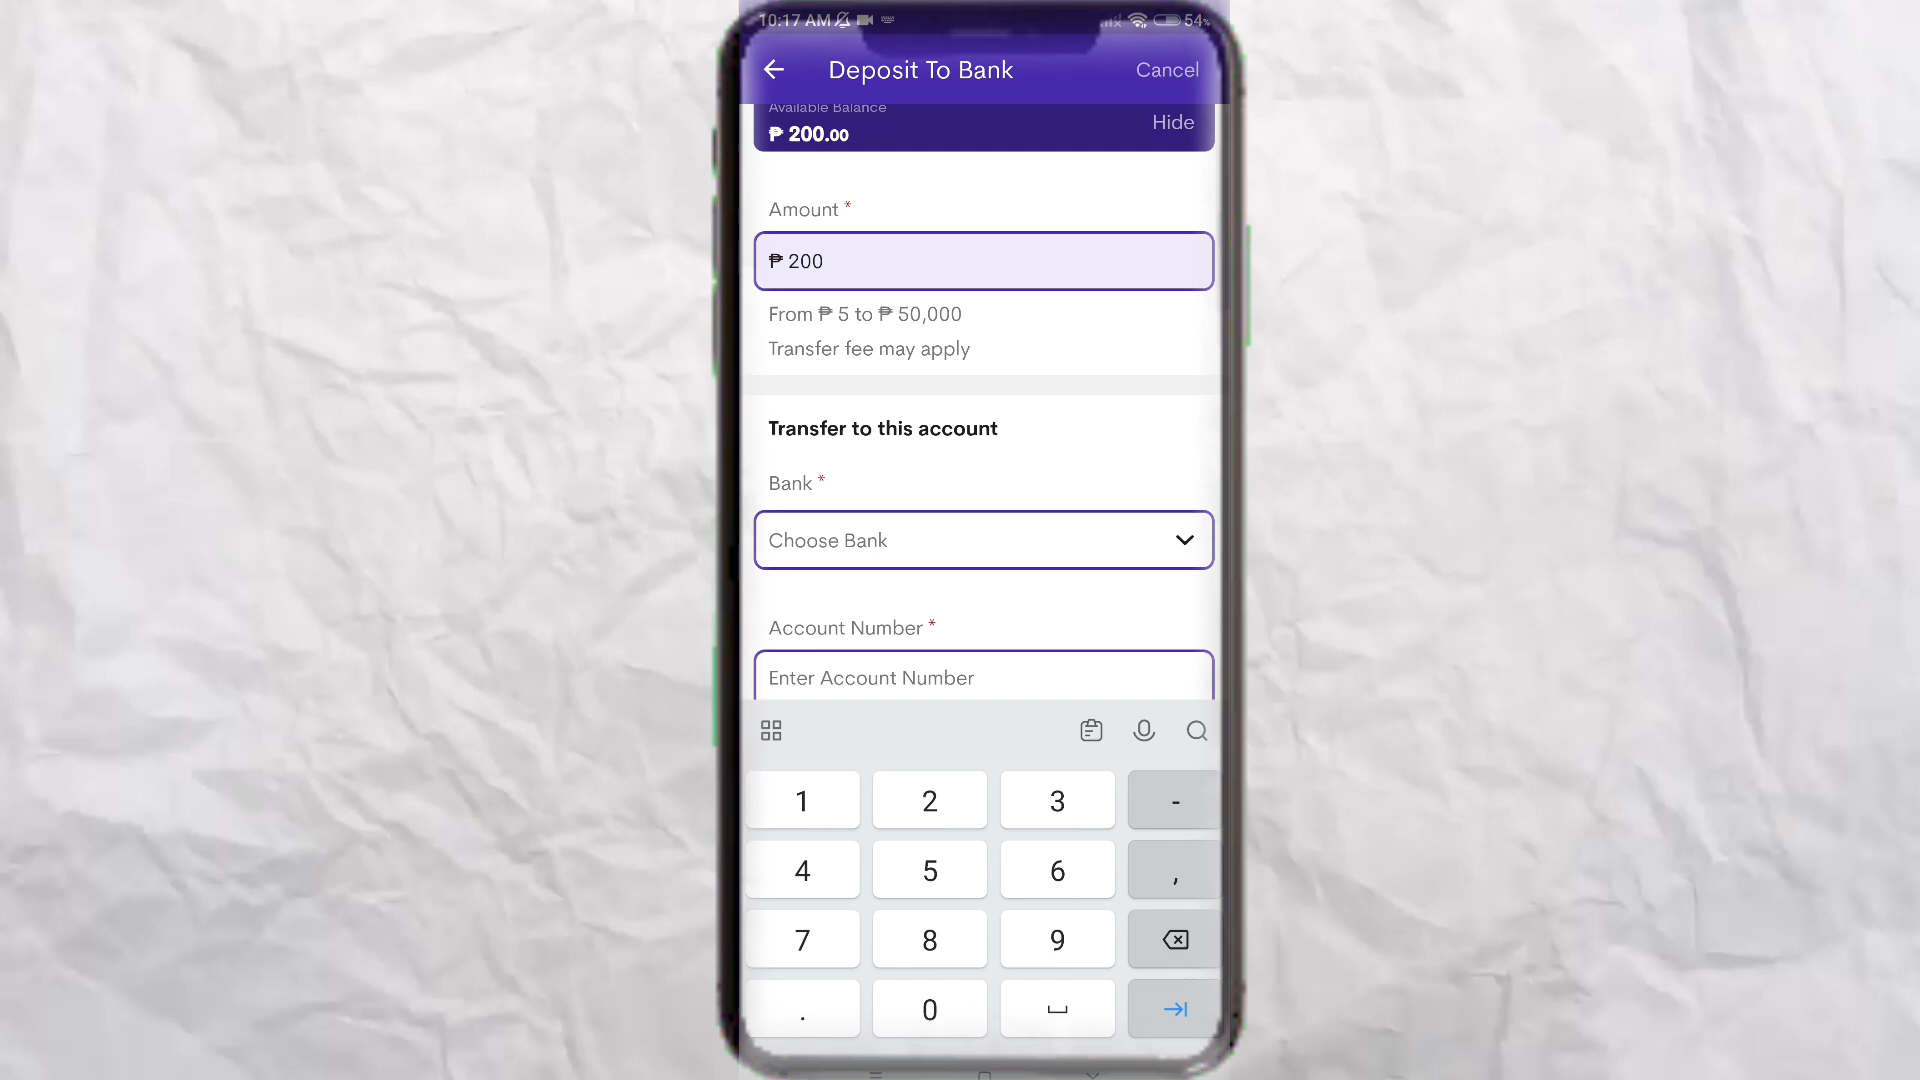 10:17 AM 54%
Deposit To Bank Cancel
Available Balance
₱ 200.00 Hide
Amount *
₱ 200
From ₱ 5 to ₱ 50,000
Transfer fee may apply
Transfer to this account
Bank *
Choose Bank
Account Number *
Enter Account Number
1 2 3 -
4 5 6 ,
7 8 9
. 0